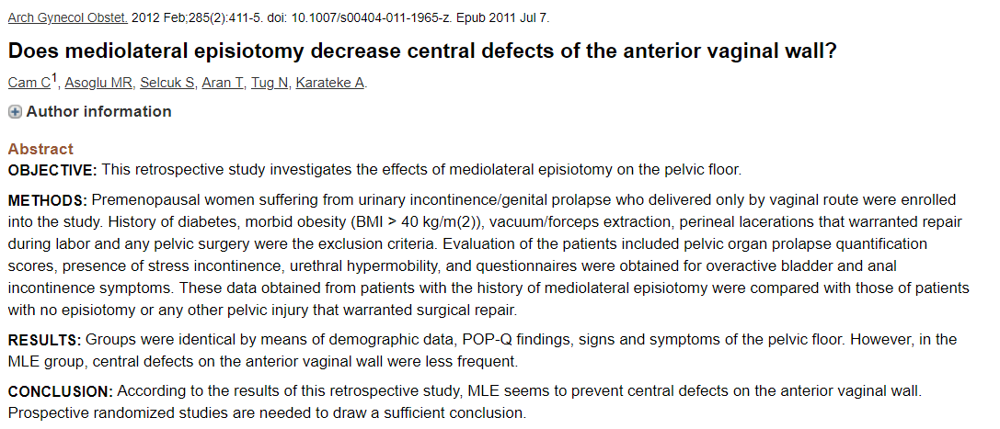 Arch Gynecol Obstet. 2012 Feb;285(2):411-5. doi: 10.1007/s00404-011-1965-z. Epub 2011 Jul 7.
Does mediolateral episiotomy decrease central defects of the anterior vaginal wall?
Cam C1, Asoglu MR, Selcuk S, Aran T, Tug N, Karateke A.
Author information
Abstract
OBJECTIVE: This retrospective study investigates the effects of mediolateral episiotomy on the pelvic floor.
METHODS: Premenopausal women suffering from urinary incontinence/genital prolapse who delivered only by vaginal route were enrolled
into the study. History of diabetes, morbid obesity (BMI > 40 kg/m(2)), vacuum/forceps extraction, perineal lacerations that warranted repair
during labor and any pelvic surgery were the exclusion criteria. Evaluation of the patients included pelvic organ prolapse quantification
scores, presence of stress incontinence, urethral hypermobility, and questionnaires were obtained for overactive bladder and anal
incontinence symptoms. These data obtained from patients with the history of mediolateral episiotomy were compared with those of patients
with no episiotomy or any other pelvic injury that warranted surgical repair.
RESULTS: Groups were identical by means of demographic data, POP-Q findings, signs and symptoms of the pelvic floor. However, in the
MLE group, central defects on the anterior vaginal wall were less frequent.
CONCLUSION: According to the results of this retrospective study, MLE seems to prevent central defects on the anterior vaginal wall.
Prospective randomized studies are needed to draw a sufficient conclusion.